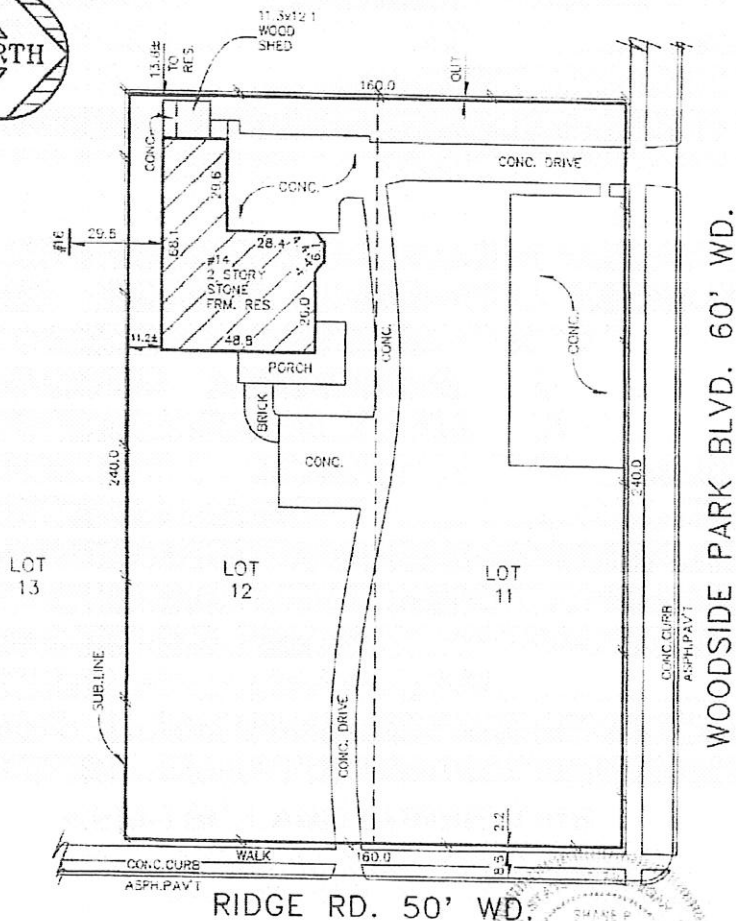 RTH
11.3x12.1
WOOD
SHED
13.8±
TO
RES.
160.0
OUT
CONC.
CONC. DRIVE
29.6
CONC.
#16
29.5
68.1
28.4
6.1
#14
2 STORY
STONE
FRM. RES.
26.0
CONC.
CONC.
11.2±
48.8
PORCH
BRICK
CONC.
240.0
240.0
LOT
13
LOT
12
LOT
11
WOODSIDE PARK BLVD. 60' WD.
CONC.CURB
ASPH.PAV'T
SUB.LINE
CONC. DRIVE
2.2
8.5
WALK
160.0
CONC.CURB
ASPH.PAV'T
RIDGE RD. 50' WD.